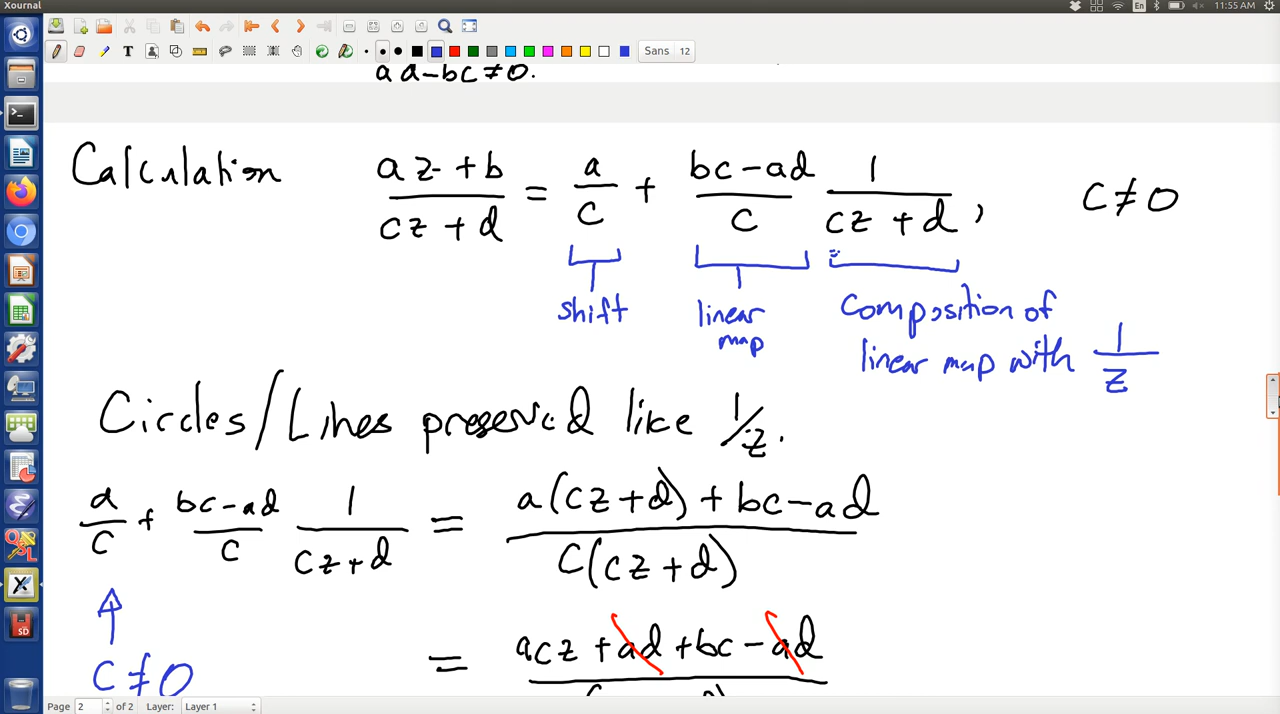 Xournal
En
11:55 AM
T
Sans 12
ad-bc≠0.
Calculation (az+b)/(cz+d) = a/c + (bc-ad)/c 1/(cz+d), C≠0
shift
linear map
Composition of linear map with 1/z
Circles/Lines preserved like 1/z.
a/c + (bc-ad)/c 1/(cz+d) = (a(cz+d)+bc-ad)/(C(cz+d))
C≠0
= acz+ad+bc-ad
Page 2 of 2 Layer: Layer 1